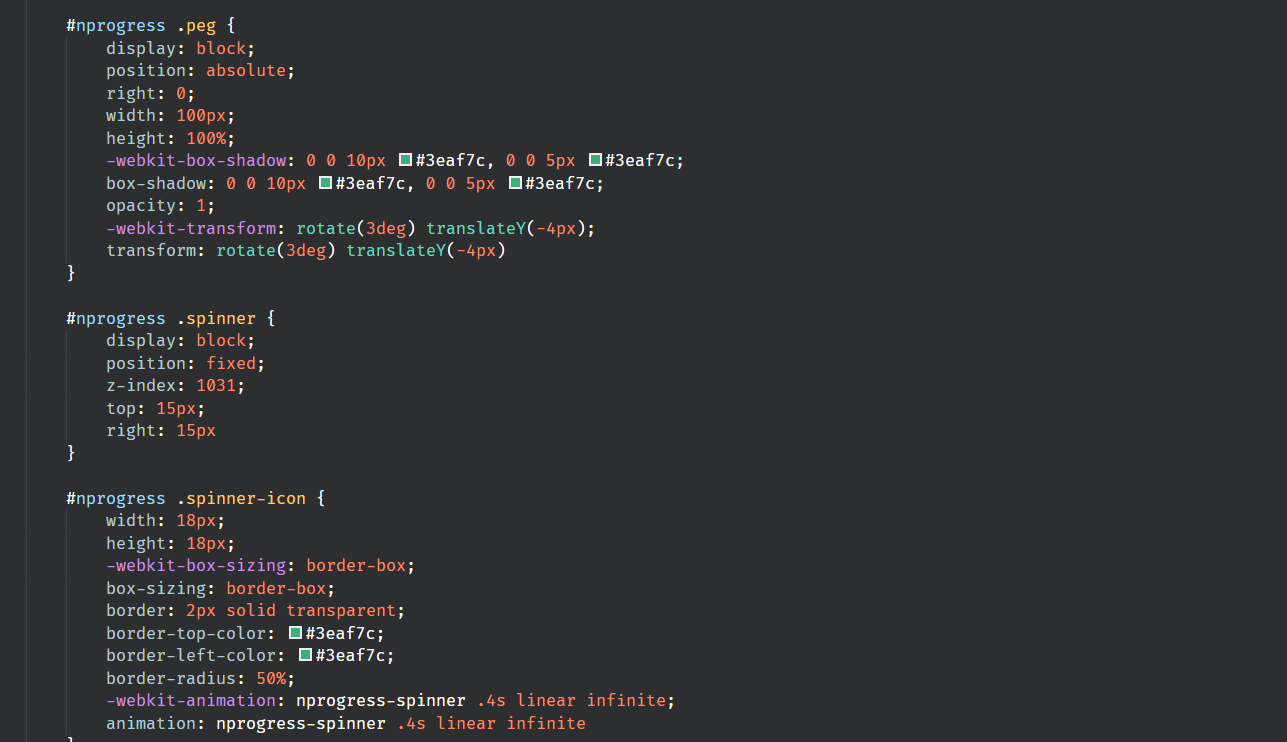 #nprogress .peg {
    display: block;
    position: absolute;
    right: 0;
    width: 100px;
    height: 100%;
    -webkit-box-shadow: 0 0 10px #3eaf7c, 0 0 5px #3eaf7c;
    box-shadow: 0 0 10px #3eaf7c, 0 0 5px #3eaf7c;
    opacity: 1;
    -webkit-transform: rotate(3deg) translateY(-4px);
    transform: rotate(3deg) translateY(-4px)
}
#nprogress .spinner {
    display: block;
    position: fixed;
    z-index: 1031;
    top: 15px;
    right: 15px
}
#nprogress .spinner-icon {
    width: 18px;
    height: 18px;
    -webkit-box-sizing: border-box;
    box-sizing: border-box;
    border: 2px solid transparent;
    border-top-color: #3eaf7c;
    border-left-color: #3eaf7c;
    border-radius: 50%;
    -webkit-animation: nprogress-spinner .4s linear infinite;
    animation: nprogress-spinner .4s linear infinite
}